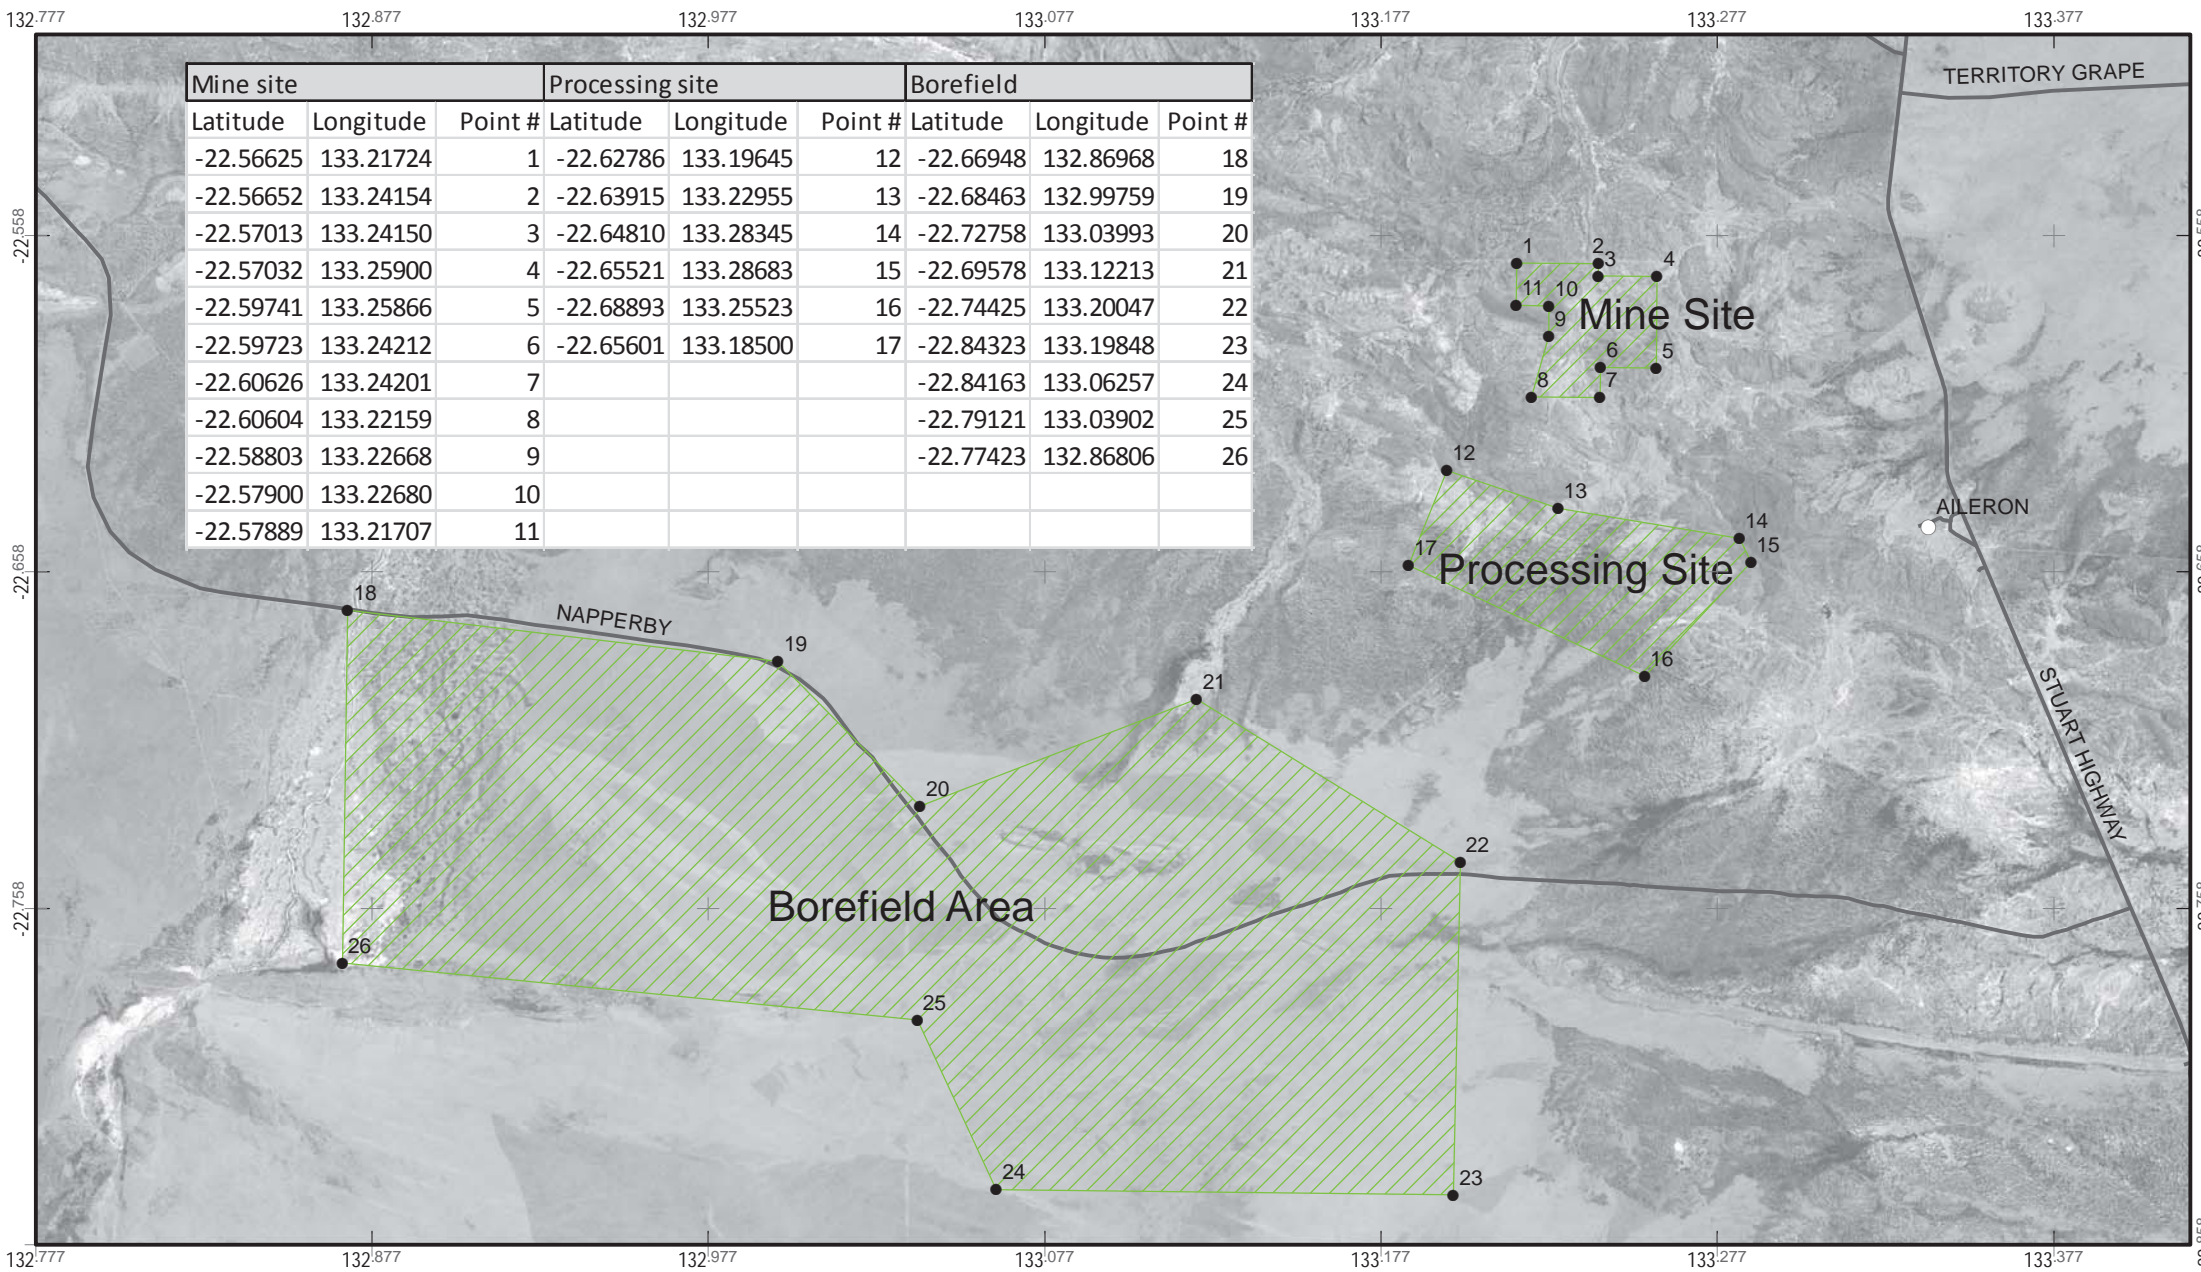 132.777 132.877 132.977 133.077 133.177 133.277 133.377
Mine site Processing site Borefield
Latitude Longitude Point # Latitude Longitude Point # Latitude Longitude Point #
-22.56625 133.21724 1 -22.62786 133.19645 12 -22.66948 132.86968 18
-22.56652 133.24154 2 -22.63915 133.22955 13 -22.68463 132.99759 19
-22.57013 133.24150 3 -22.64810 133.28345 14 -22.72758 133.03993 20
-22.57032 133.25900 4 -22.65521 133.28683 15 -22.69578 133.12213 21
-22.59741 133.25866 5 -22.68893 133.25523 16 -22.74425 133.20047 22
-22.59723 133.24212 6 -22.65601 133.18500 17 -22.84323 133.19848 23
-22.60626 133.24201 7 -22.84163 133.06257 24
-22.60604 133.22159 8 -22.79121 133.03902 25
-22.58803 133.22668 9 -22.77423 132.86806 26
-22.57900 133.22680 10
-22.57889 133.21707 11
TERRITORY GRAPE
-22.558
1 2
3 4
11 10
Mine Site
9
6 5
8 7
12
13
14
AILERON
15
17
Processing Site
-22.658
16
18
NAPPERBY
19
21
STUART HIGHWAY
20
22
Borefield Area
-22.758
26
25
24
23
132.777 132.877 132.977 133.077 133.177 133.277 133.377